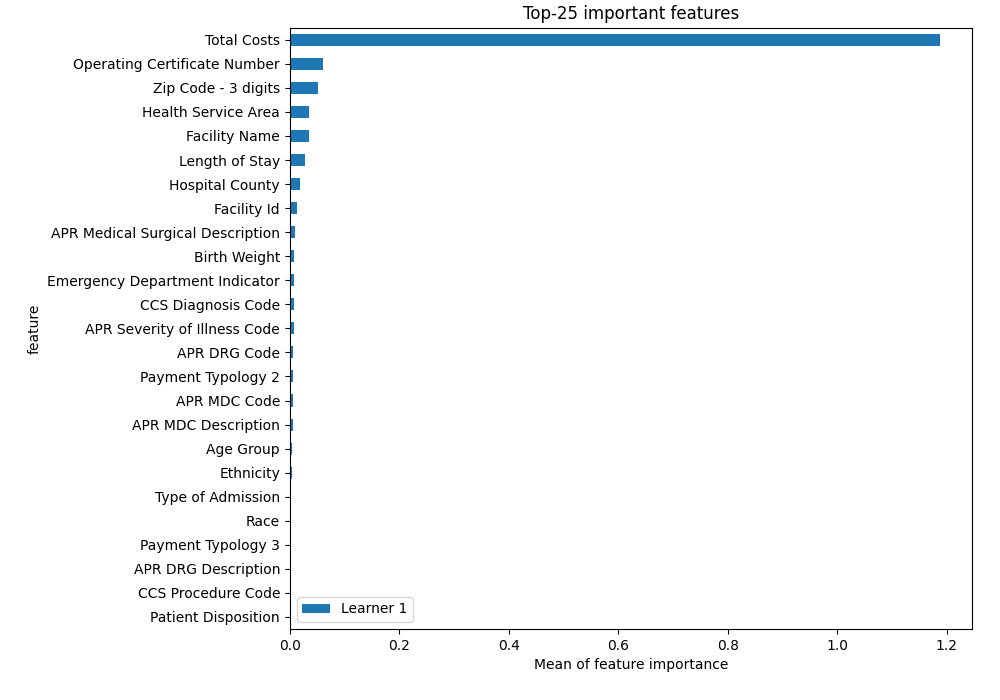 Top-25 important features
Total Costs
Operating Certificate Number
Zip Code - 3 digits
Health Service Area
Facility Name
Length of Stay
Hospital County
Facility Id
APR Medical Surgical Description
Birth Weight
Emergency Department Indicator
CCS Diagnosis Code
APR Severity of Illness Code
APR DRG Code
Payment Typology 2
APR MDC Code
APR MDC Description
Age Group
Ethnicity
Type of Admission
Race
Payment Typology 3
APR DRG Description
CCS Procedure Code
Patient Disposition
feature
Learner 1
0.0 0.2 0.4 0.6 0.8 1.0 1.2
Mean of feature importance